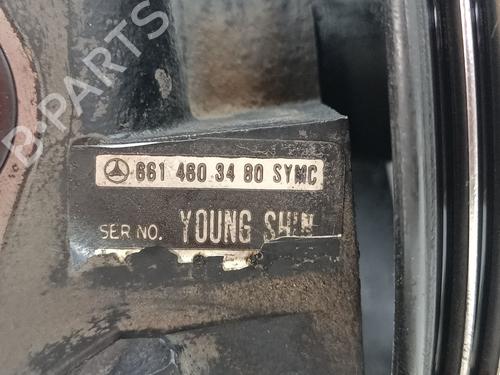 B-PARTS
661 460 34 80 SYMC
SER NO. YOUNG SHIN